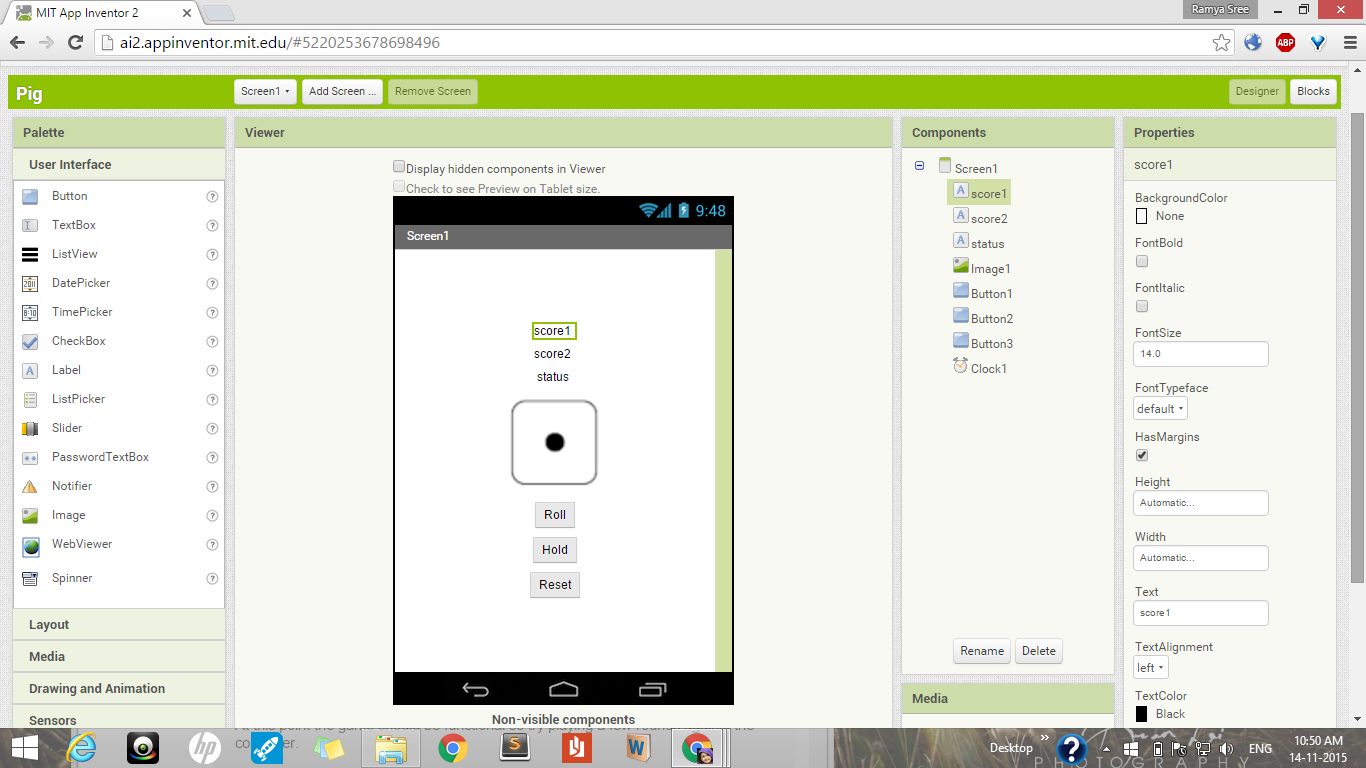 MIT App Inventor 2
Ramya Sree
ai2.appinventor.mit.edu/#5220253678698496
ABP
Pig
Screen1
Add Screen ...
Remove Screen
Designer
Blocks
Palette
User Interface
Button
TextBox
ListView
DatePicker
TimePicker
CheckBox
Label
ListPicker
Slider
PasswordTextBox
Notifier
Image
WebViewer
Spinner
Layout
Media
Drawing and Animation
Sensors
Viewer
Display hidden components in Viewer
Check to see Preview on Tablet size.
9:48
Screen1
score1
score2
status
Roll
Hold
Reset
Non-visible components
Components
Screen1
score1
score2
status
Image1
Button1
Button2
Button3
Clock1
Rename
Delete
Media
Properties
score1
BackgroundColor
None
FontBold
FontItalic
FontSize
14.0
FontTypeface
default
HasMargins
Height
Automatic...
Width
Automatic...
Text
score1
TextAlignment
left
TextColor
Black
Desktop
ENG
10:50 AM
14-11-2015
PHOTOGRAPHY